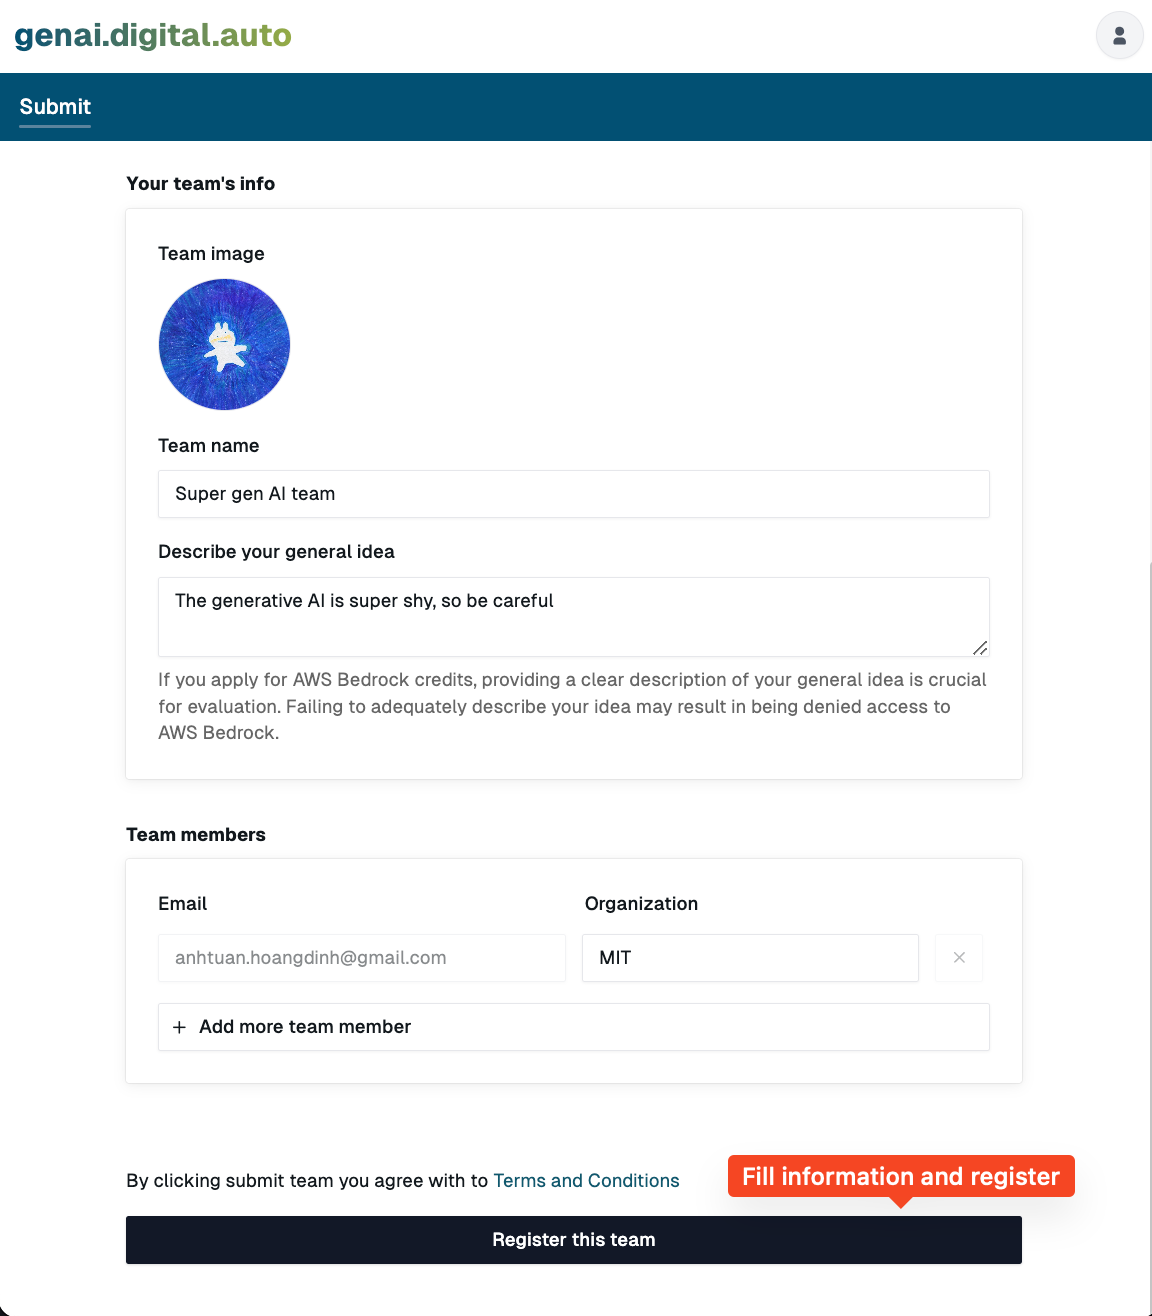 genai.digital.auto
Submit
Your team's info
Team image
Team name
Super gen AI team
Describe your general idea
The generative AI is super shy, so be careful
If you apply for AWS Bedrock credits, providing a clear description of your general idea is crucial
for evaluation. Failing to adequately describe your idea may result in being denied access to
AWS Bedrock.
Team members
Email Organization
anhtuan.hoangdinh@gmail.com MIT
+ Add more team member
By clicking submit team you agree with to Terms and Conditions
Fill information and register
Register this team